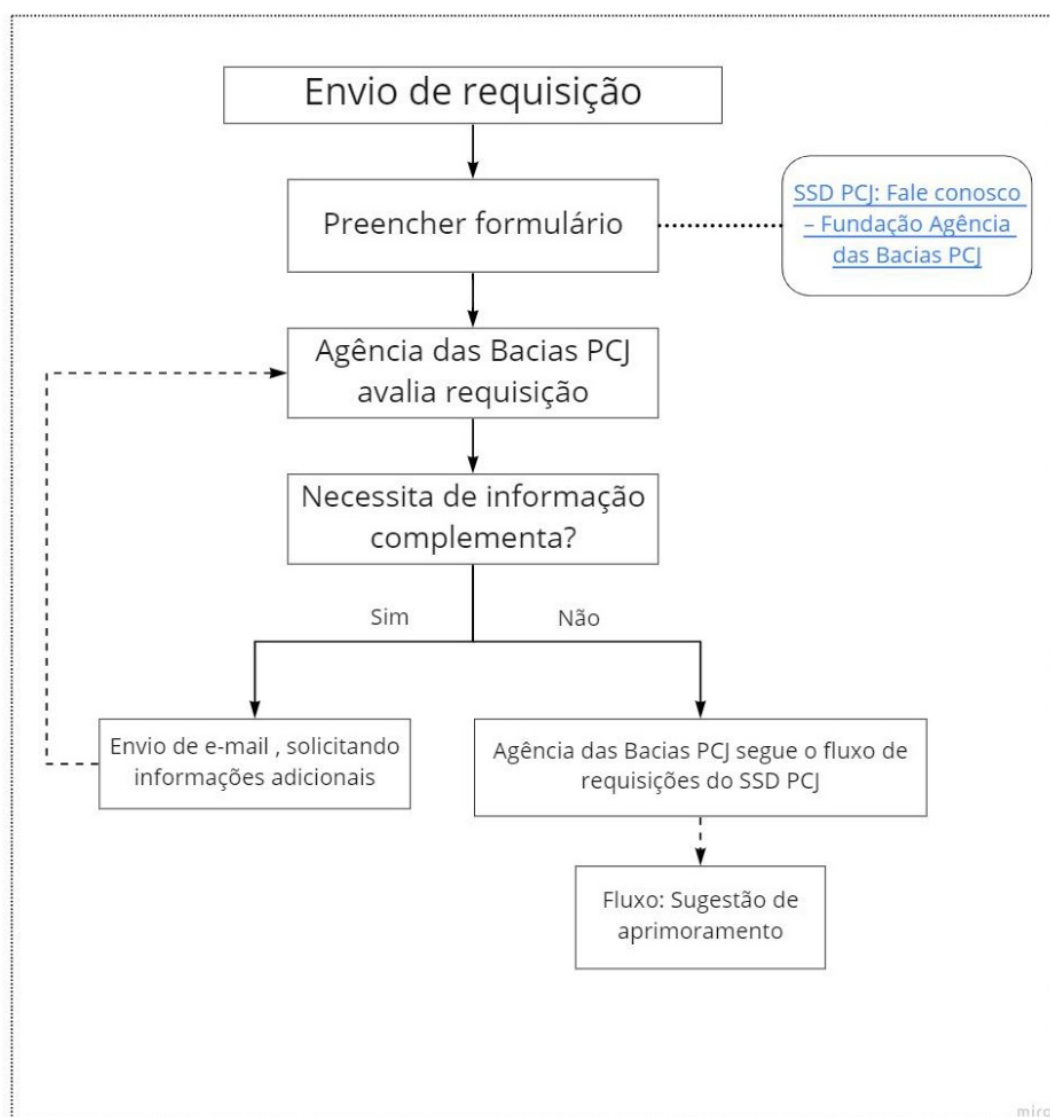 Envio de requisição
Preencher formulário
SSD PCJ: Fale conosco
– Fundação Agência
das Bacias PCJ
Agência das Bacias PCJ
avalia requisição
Necessita de informação
complementa?
Sim
Não
Envio de e-mail , solicitando
informações adicionais
Agência das Bacias PCJ segue o fluxo de
requisições do SSD PCJ
Fluxo: Sugestão de
aprimoramento
miro